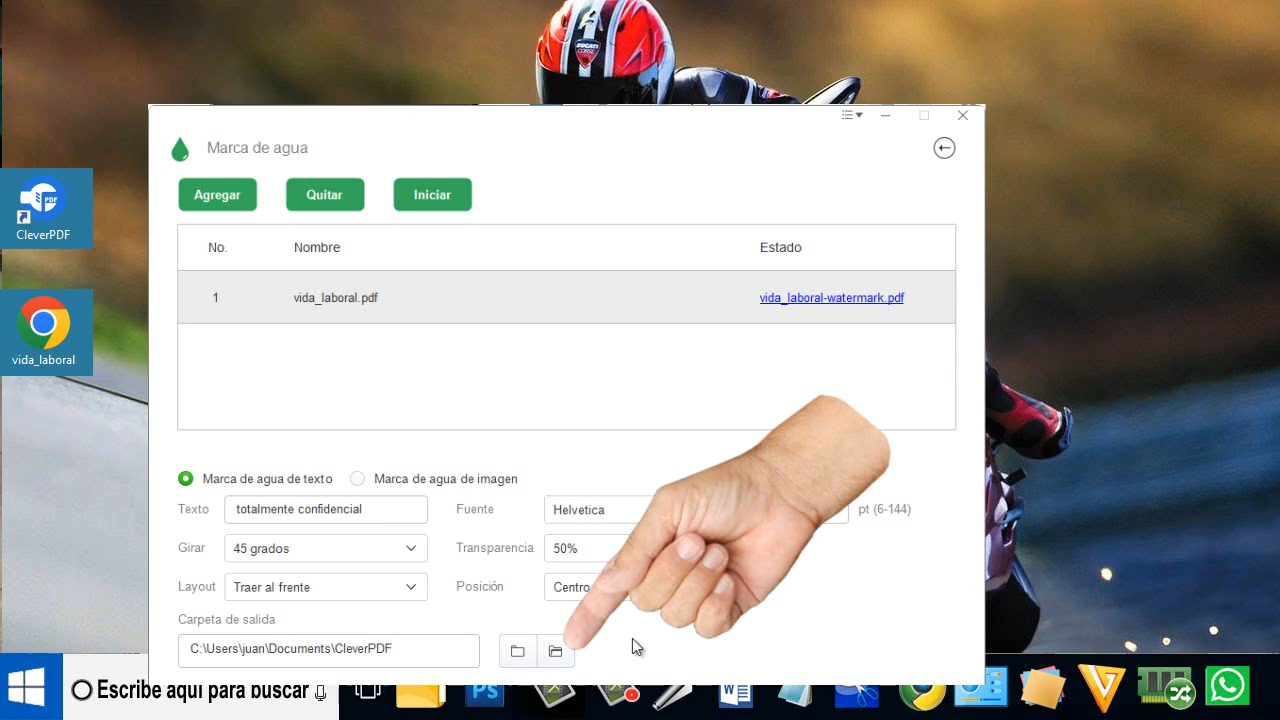 DUCATI
CORSE
Marca de agua
Agregar Quitar Iniciar
No. Nombre Estado
1 vida_laboral.pdf vida_laboral-watermark.pdf
PDF
CleverPDF
vida_laboral
Marca de agua de texto Marca de agua de imagen
Texto totalmente confidencial Fuente Helvetica pt (6-144)
Girar 45 grados Transparencia 50%
Layout Traer al frente Posición Centro
Carpeta de salida
C:\Users\juan\Documents\CleverPDF
Escribe aquí para buscar
Ps
W